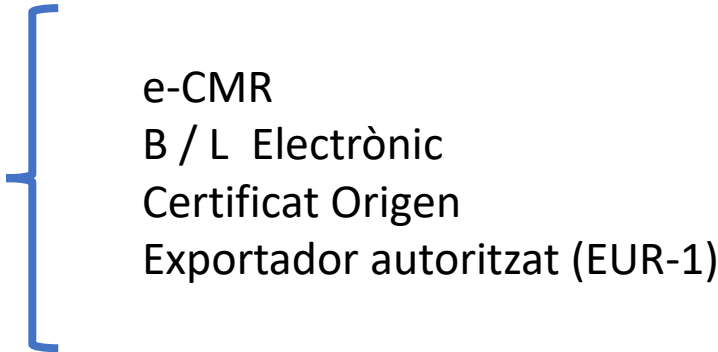 e-CMR
B / L  Electrònic
Certificat Origen
Exportador autoritzat (EUR-1)